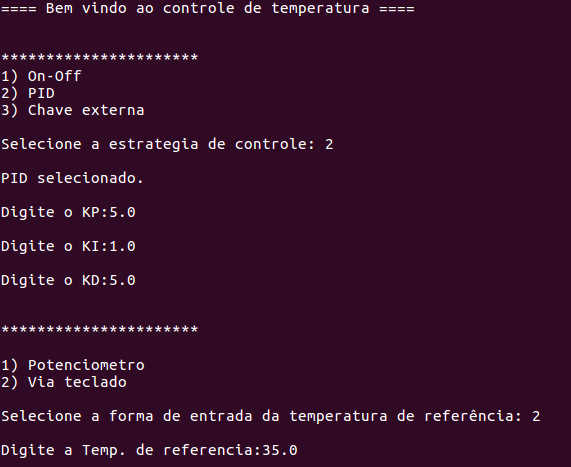 ==== Bem vindo ao controle de temperatura ====
**********************
1) On-Off
2) PID
3) Chave externa
Selecione a estrategia de controle: 2
PID selecionado.
Digite o KP:5.0
Digite o KI:1.0
Digite o KD:5.0
**********************
1) Potenciometro
2) Via teclado
Selecione a forma de entrada da temperatura de referência: 2
Digite a Temp. de referencia:35.0